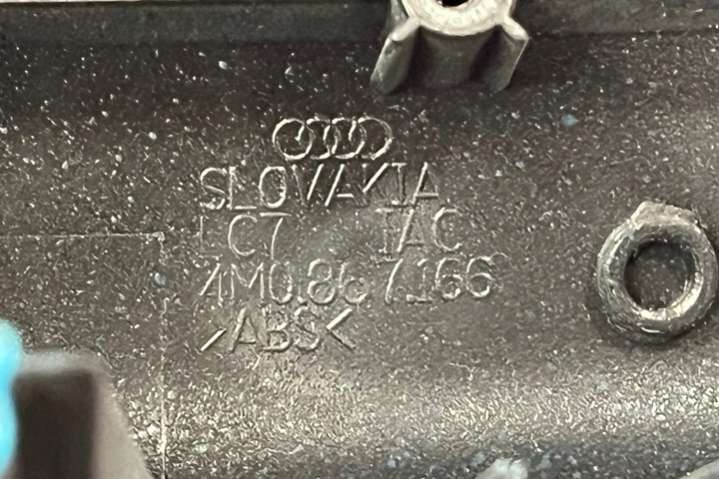 SLOVAKIA
LC7 IAC
4M0.867.166
>ABS<